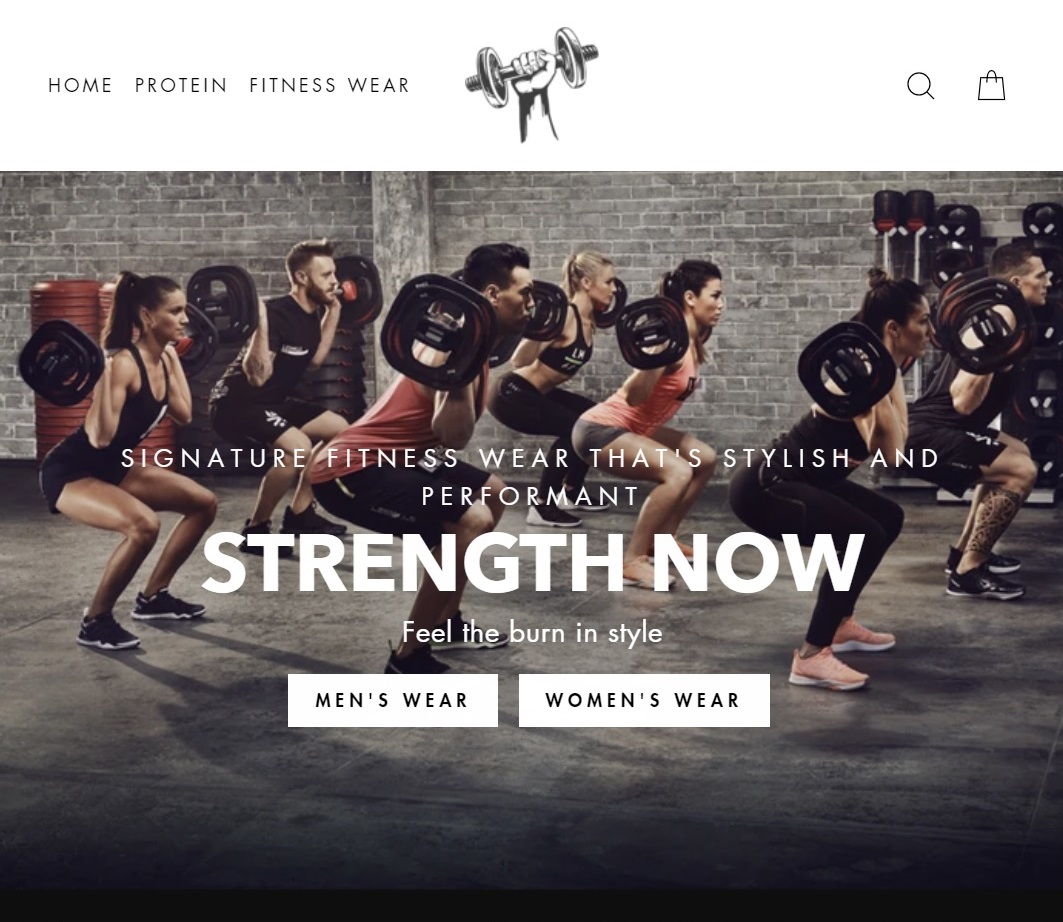 HOME PROTEIN FITNESS WEAR
SIGNATURE FITNESS WEAR THAT'S STYLISH AND
PERFORMANT
STRENGTH NOW
Feel the burn in style
MEN'S WEAR WOMEN'S WEAR